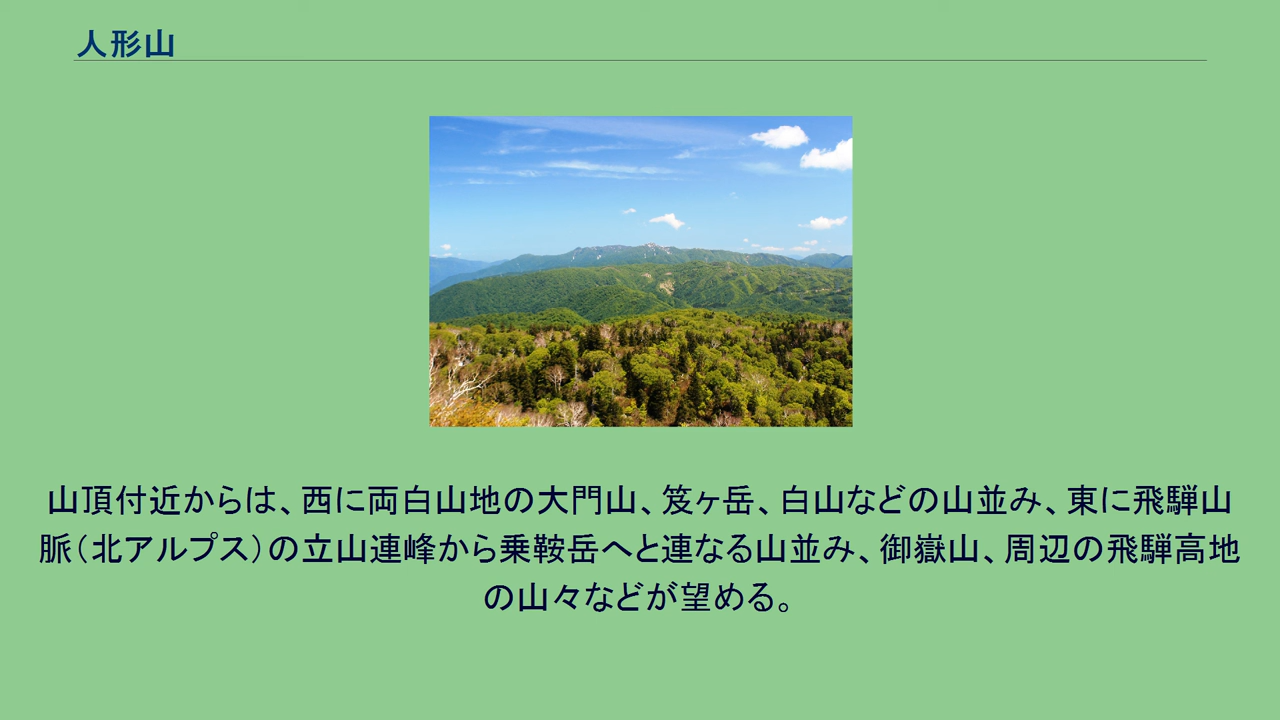 人形山
山頂付近からは、西に両白山地の大門山、笈ヶ岳、白山などの山並み、東に飛騨山
脈（北アルプス）の立山連峰から乗鞍岳へと連なる山並み、御嶽山、周辺の飛騨高地
の山々などが望める。